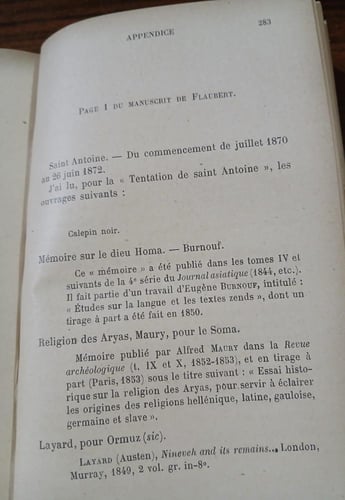 APPENDICE 283
PAGE I DU MANUSCRIT DE FLAUBERT.
Saint Antoine. — Du commencement de juillet 1870
au 26 juin 1872.
J'ai lu, pour la « Tentation de saint Antoine », les
ouvrages suivants :
Calepin noir.
Mémoire sur le dieu Homa. — Burnouf.
Ce « mémoire » a été publié dans les tomes IV et
suivants de la 4e série du Journal asiatique (1844, etc.).
Il fait partie d'un travail d'Eugène BURNOUF, intitulé :
« Études sur la langue et les textes zends », dont un
tirage à part a été fait en 1850.
Religion des Aryas, Maury, pour le Soma.
Mémoire publié par Alfred MAURY dans la Revue
archéologique (t. IX et X, 1852-1853), et en tirage à
part (Paris, 1853) sous le titre suivant : « Essai histo-
rique sur la religion des Aryas, pour servir à éclairer
les origines des religions hellénique, latine, gauloise,
germaine et slave ».
Layard, pour Ormuz (sic).
LAYARD (Austen), Nineveh and its remains... London,
Murray, 1849, 2 vol. gr. in-8°.